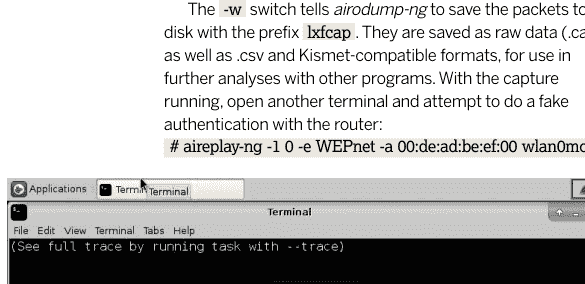 The -w switch tells airodump-ng to save the packets to
disk with the prefix lxfcap . They are saved as raw data (.ca
as well as .csv and Kismet-compatible formats, for use in
further analyses with other programs. With the capture
running, open another terminal and attempt to do a fake
authentication with the router:
# aireplay-ng -1 0 -e WEPnet -a 00:de:ad:be:ef:00 wlan0mo
Applications Termin Terminal
Terminal
File Edit View Terminal Tabs Help
(See full trace by running task with --trace)